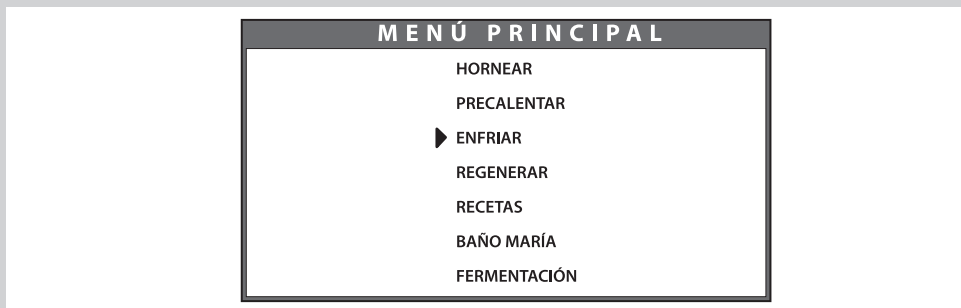 MENÚ PRINCIPAL
HORNEAR
PRECALENTAR
ENFRIAR
REGENERAR
RECETAS
BAÑO MARÍA
FERMENTACIÓN